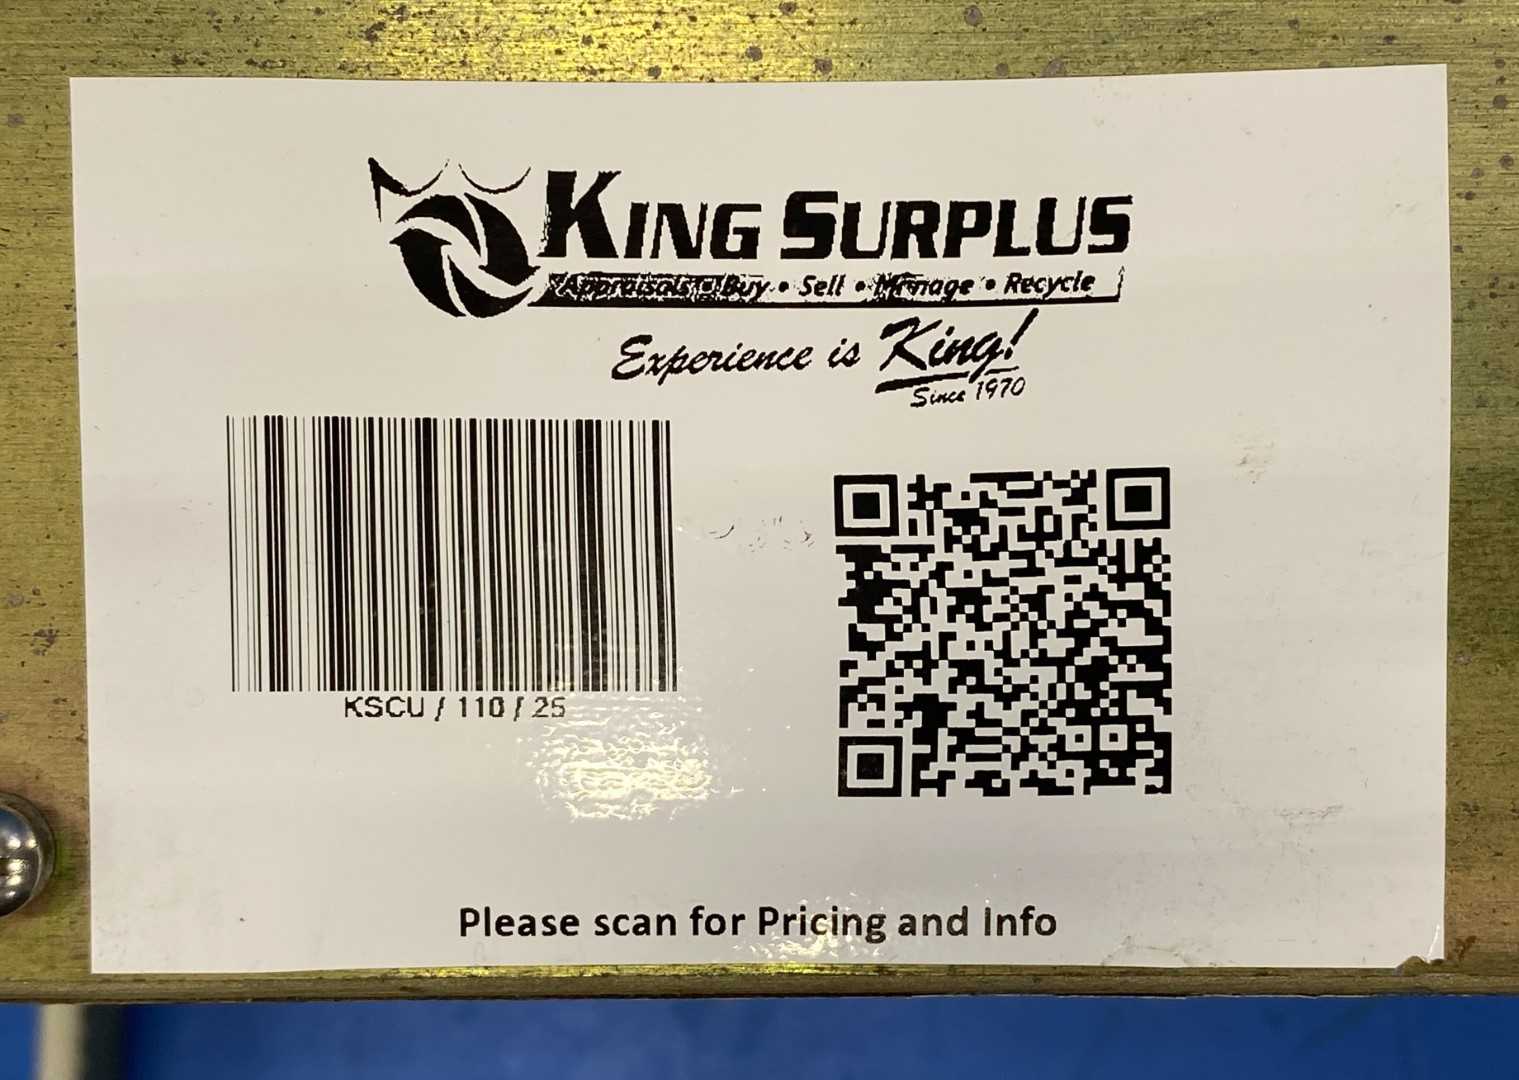 KING SURPLUS
Appraisals • Buy • Sell • Manage • Recycle
Experience is King!
Since 1970
KSCU / 110 / 25
Please scan for Pricing and Info